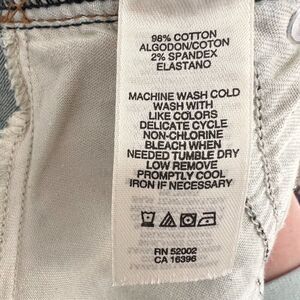 98% COTTON
ALGODON/COTON
2% SPANDEX
ELASTANO
MACHINE WASH COLD
WASH WITH
LIKE COLORS
DELICATE CYCLE
NON-CHLORINE
BLEACH WHEN
NEEDED TUMBLE DRY
LOW REMOVE
PROMPTLY COOL
IRON IF NECESSARY
RN 52002
CA 16396